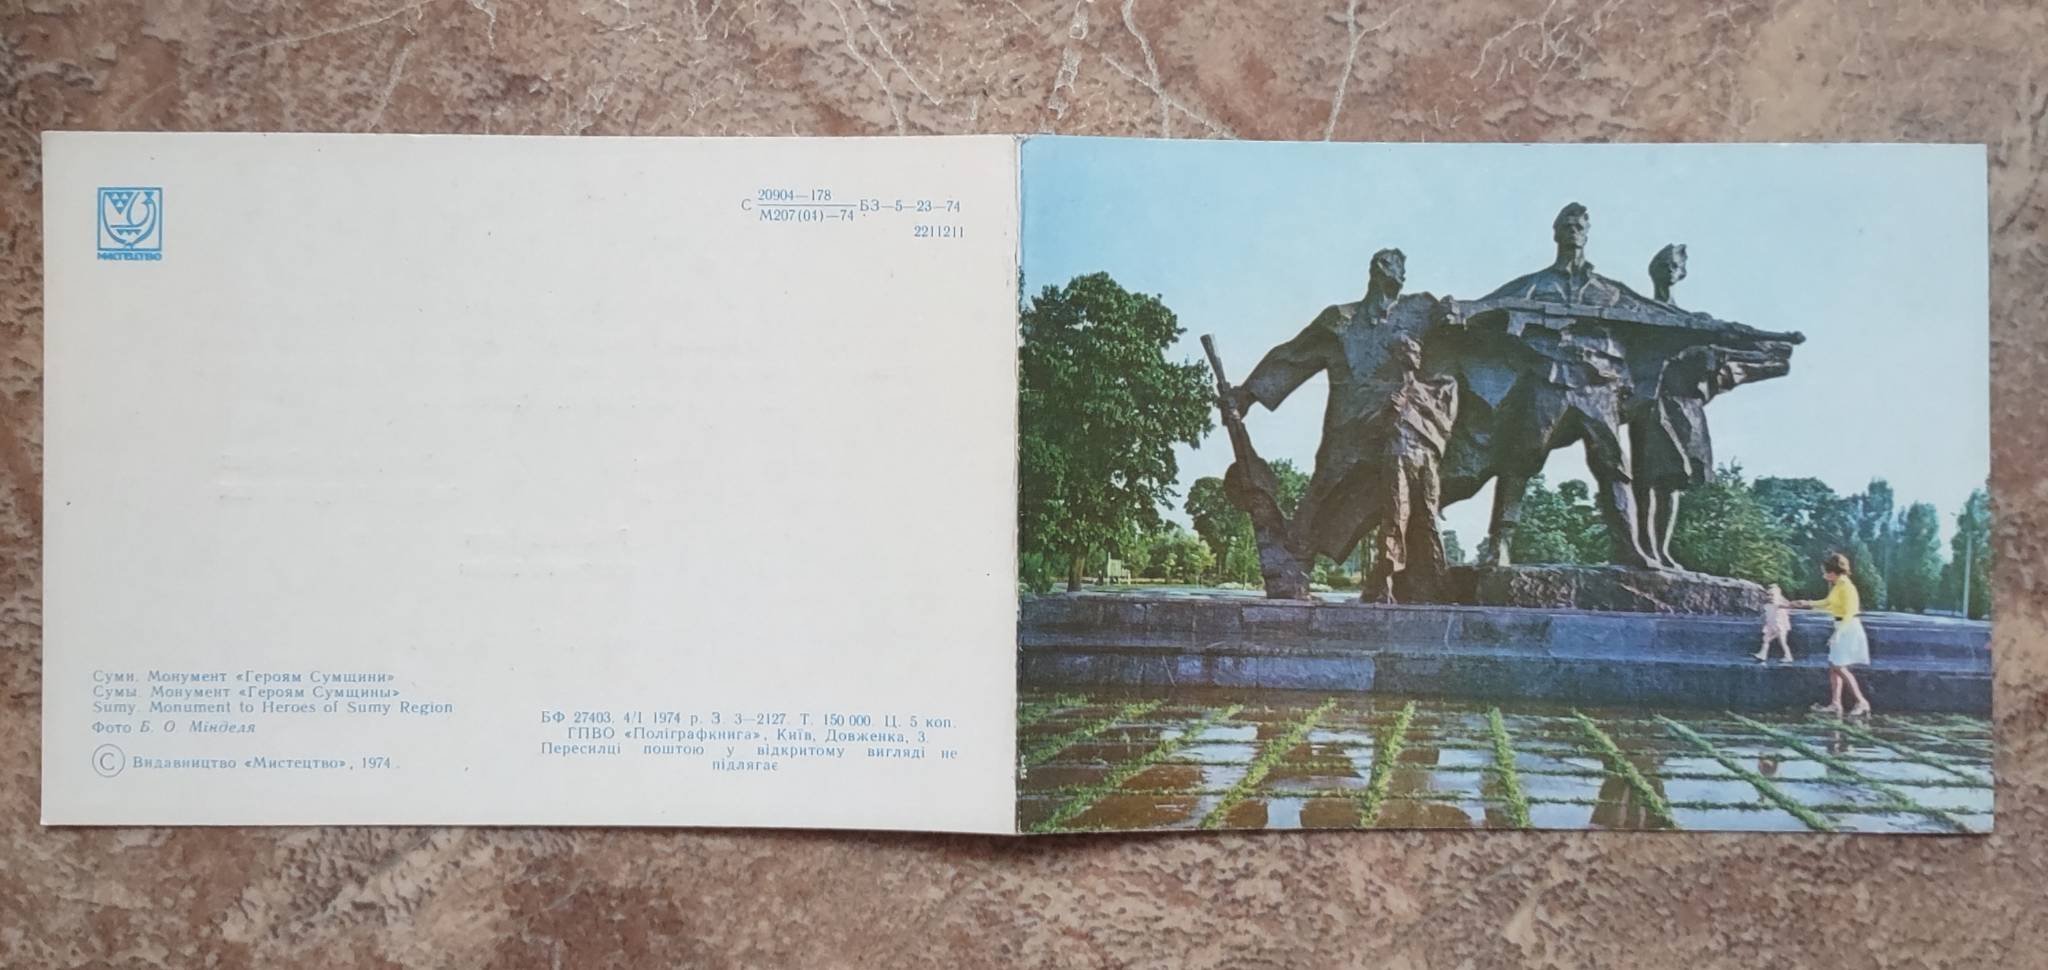 МИСТЕЦТВО
С 20904—178 БЗ—5—23—74
М207(04)—74
2211211
Суми. Монумент «Героям Сумщини»
Сумы. Монумент «Героям Сумщины»
Sumy. Monument to Heroes of Sumy Region
Фото Б. О. Мінделя
© Видавництво «Мистецтво», 1974.
БФ 27403. 4/I 1974 р. З. 3—2127. Т. 150 000. Ц. 5 коп.
ГПВО «Поліграфкнига», Київ, Довженка, 3.
Пересилці поштою у відкритому вигляді не
підлягає